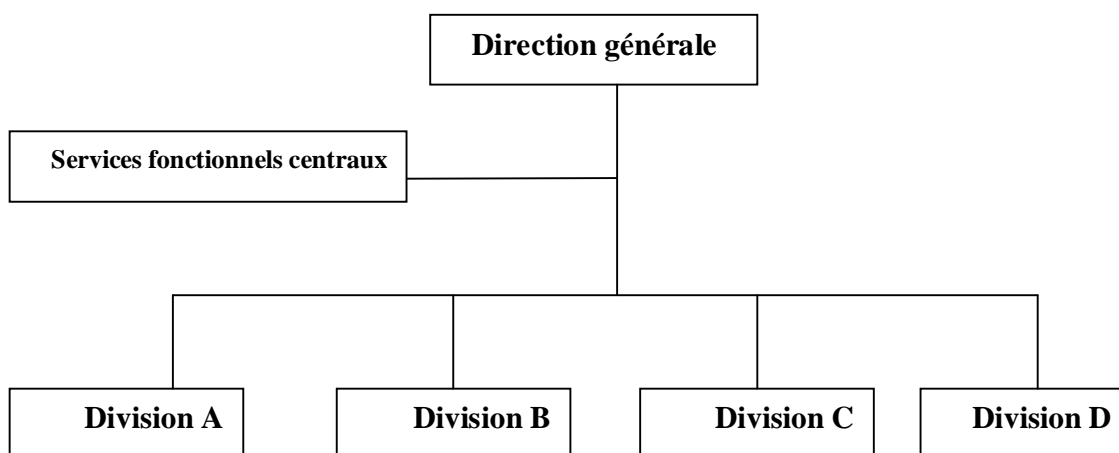 Direction générale
Services fonctionnels centraux
Division A
Division B
Division C
Division D